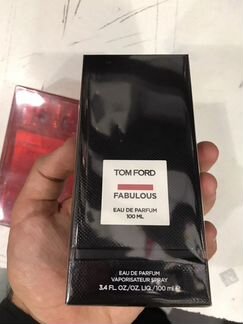 TOM FORD
FABULOUS
EAU DE PARFUM
100 ML
EAU DE PARFUM
VAPORISATEUR SPRAY
3.4 FL. OZ./OZ. LIQ./100 ml ℮